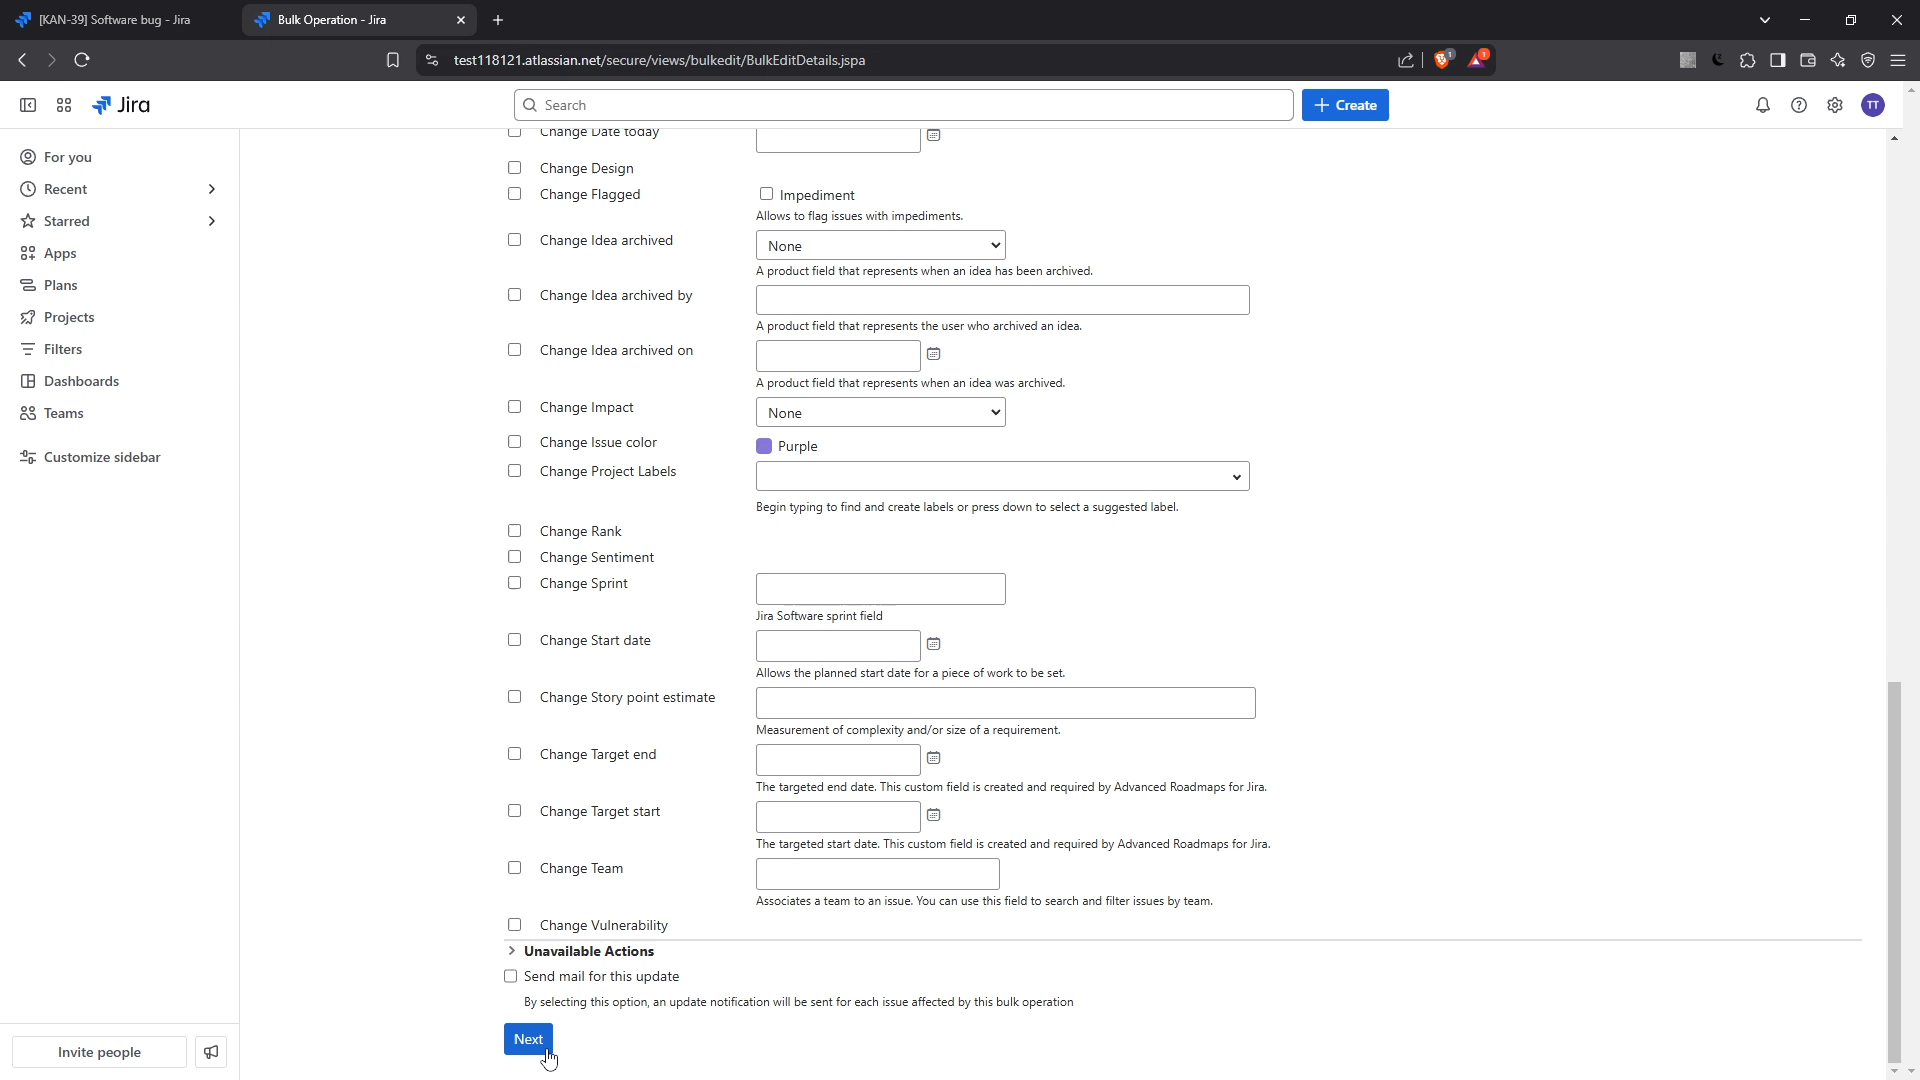 [KAN-39] Software bug - Jira
Bulk Operation - Jira
test118121.atlassian.net/secure/views/bulkedit/BulkEditDetails.jspa
1
1
Jira
Search
Create
TT
For you
Recent
Starred
Apps
Plans
Projects
Filters
Dashboards
Teams
Customize sidebar
Change Date today
Change Design
Change Flagged
Impediment
Allows to flag issues with impediments.
Change Idea archived
None
A product field that represents when an idea has been archived.
Change Idea archived by
A product field that represents the user who archived an idea.
Change Idea archived on
A product field that represents when an idea was archived.
Change Impact
None
Change Issue color
Purple
Change Project Labels
Begin typing to find and create labels or press down to select a suggested label.
Change Rank
Change Sentiment
Change Sprint
Jira Software sprint field
Change Start date
Allows the planned start date for a piece of work to be set.
Change Story point estimate
Measurement of complexity and/or size of a requirement.
Change Target end
The targeted end date. This custom field is created and required by Advanced Roadmaps for Jira.
Change Target start
The targeted start date. This custom field is created and required by Advanced Roadmaps for Jira.
Change Team
Associates a team to an issue. You can use this field to search and filter issues by team.
Change Vulnerability
Unavailable Actions
Send mail for this update
By selecting this option, an update notification will be sent for each issue affected by this bulk operation
Next
Invite people